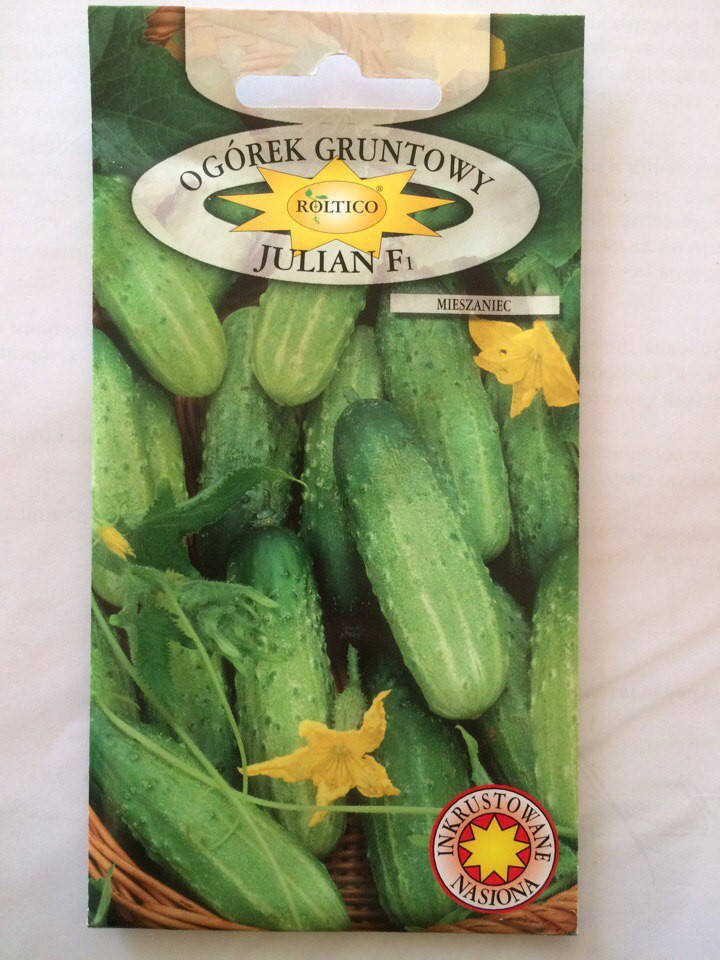 OGÓREK GRUNTOWY
ROLTICO®
JULIAN F1
MIESZANIEC
INKRUSTOWANE
NASIONA